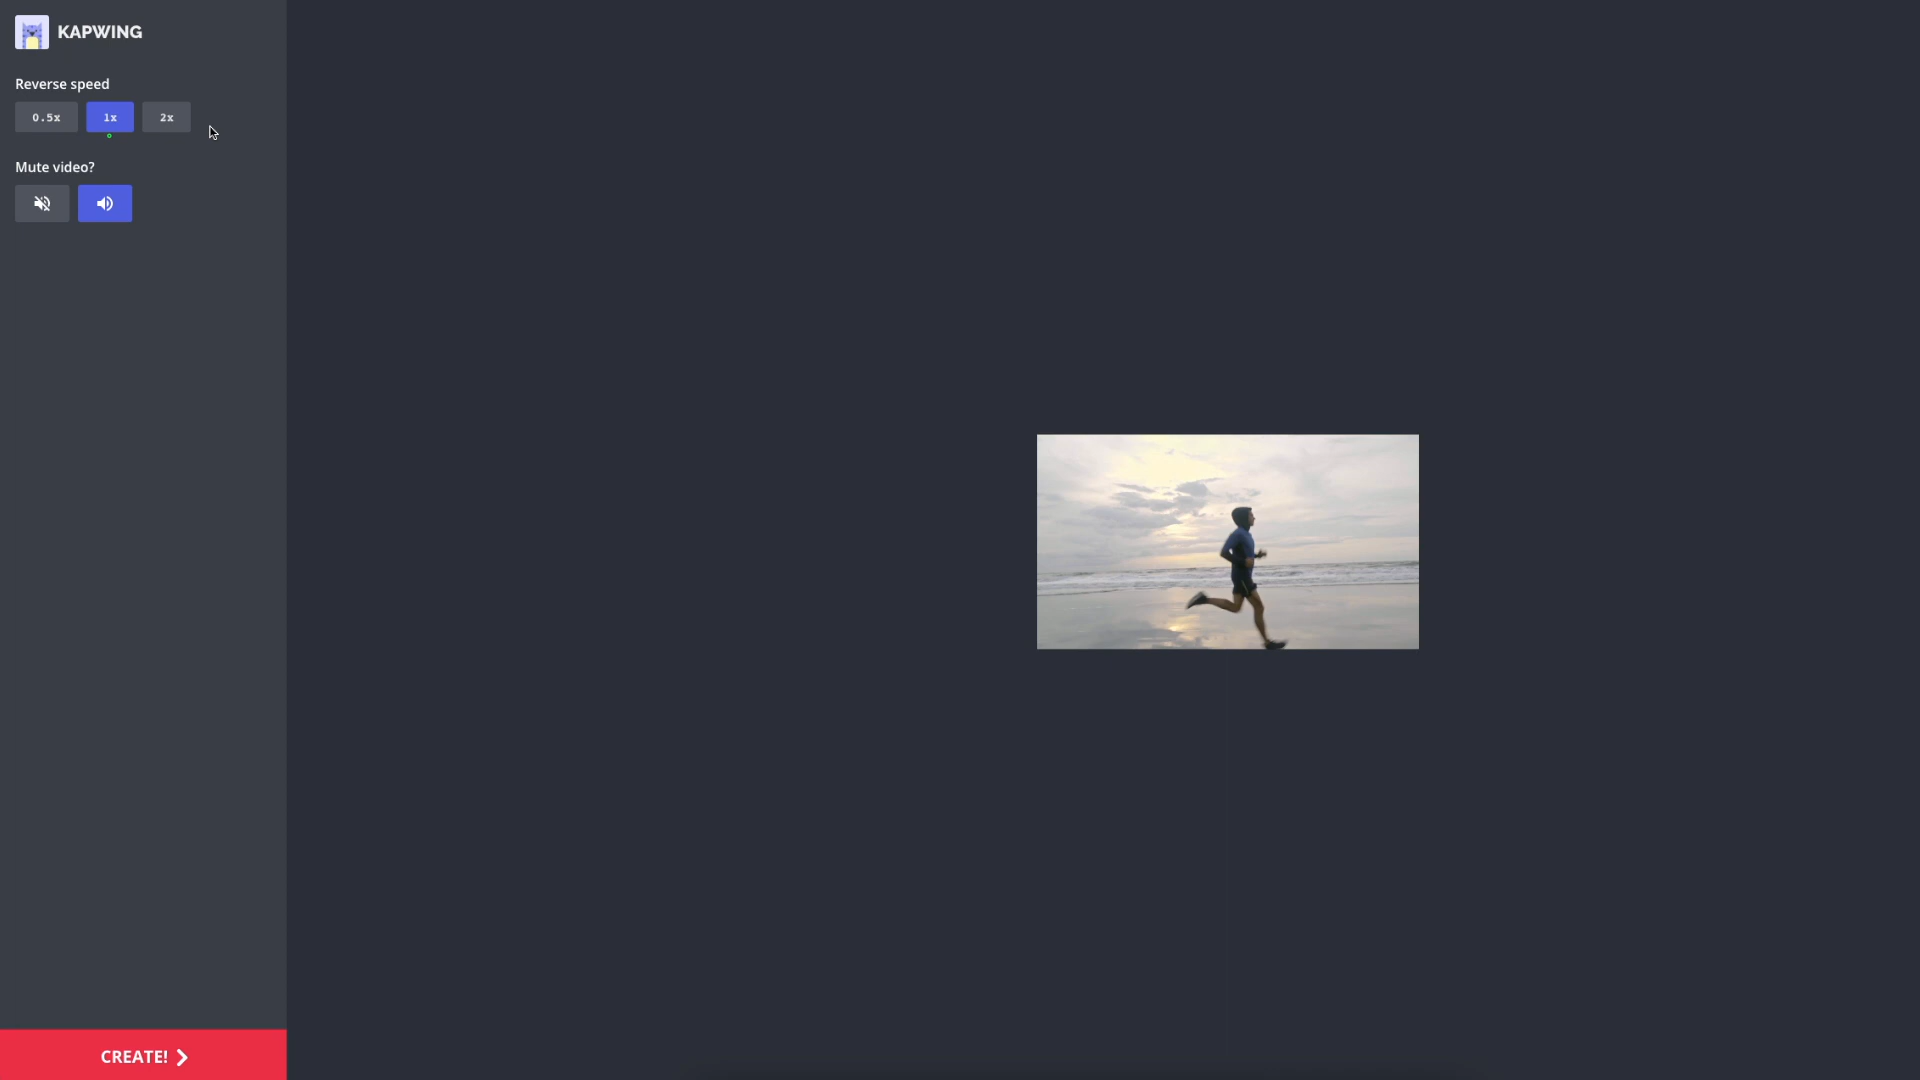 KAPWING
Reverse speed
0.5x 1x 2x
Mute video?
CREATE!